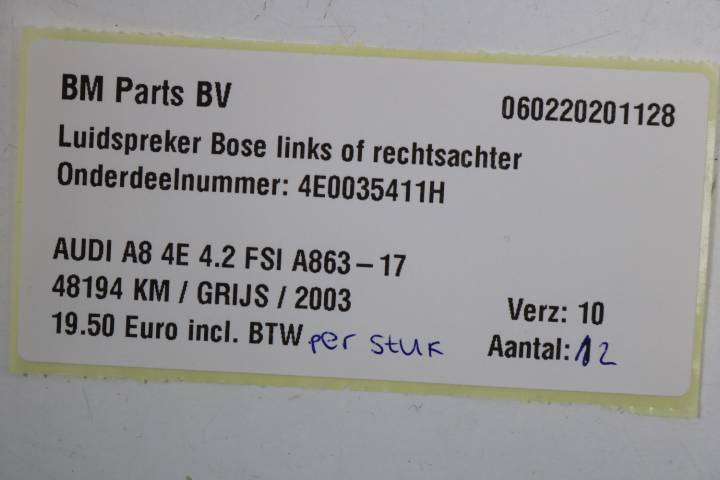 BM Parts BV
060220201128
Luidspreker Bose links of rechtsachter
Onderdeelnummer: 4E0035411H
AUDI A8 4E 4.2 FSI A863-17
48194 KM / GRIJS / 2003
Verz: 10
19.50 Euro incl. BTW per stuk
Aantal: 12